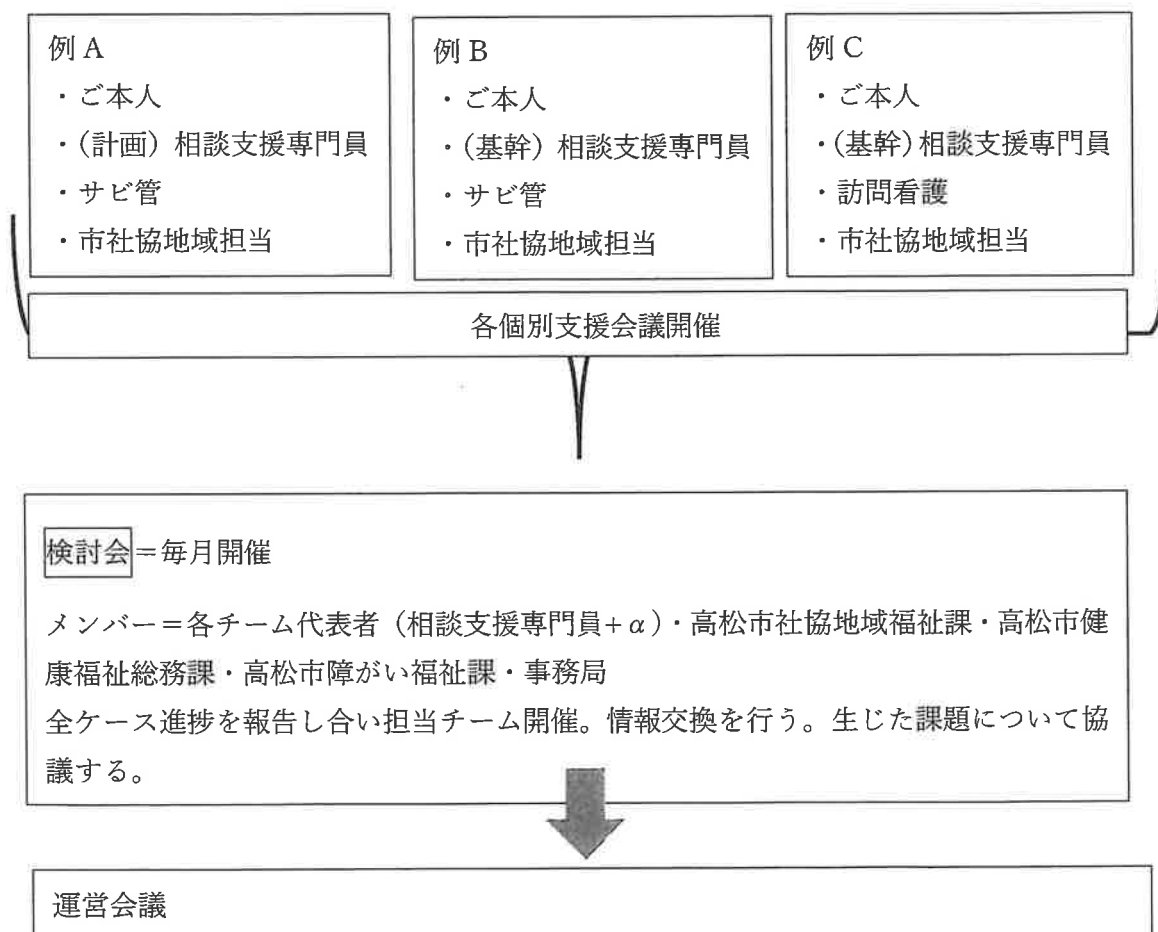 例 A
・ご本人
・(計画）相談支援専門員
・サビ管
・市社協地域担当
例 B
・ご本人
・(基幹）相談支援専門員
・サビ管
・市社協地域担当
例 C
・ご本人
・(基幹）相談支援専門員
・訪問看護
・市社協地域担当
各個別支援会議開催
検討会＝毎月開催
メンバー＝各チーム代表者（相談支援専門員+α）・高松市社協地域福祉課・高松市健
康福祉総務課・高松市障がい福祉課・事務局
全ケース進捗を報告し合い担当チーム開催。情報交換を行う。生じた課題について協
議する。
運営会議